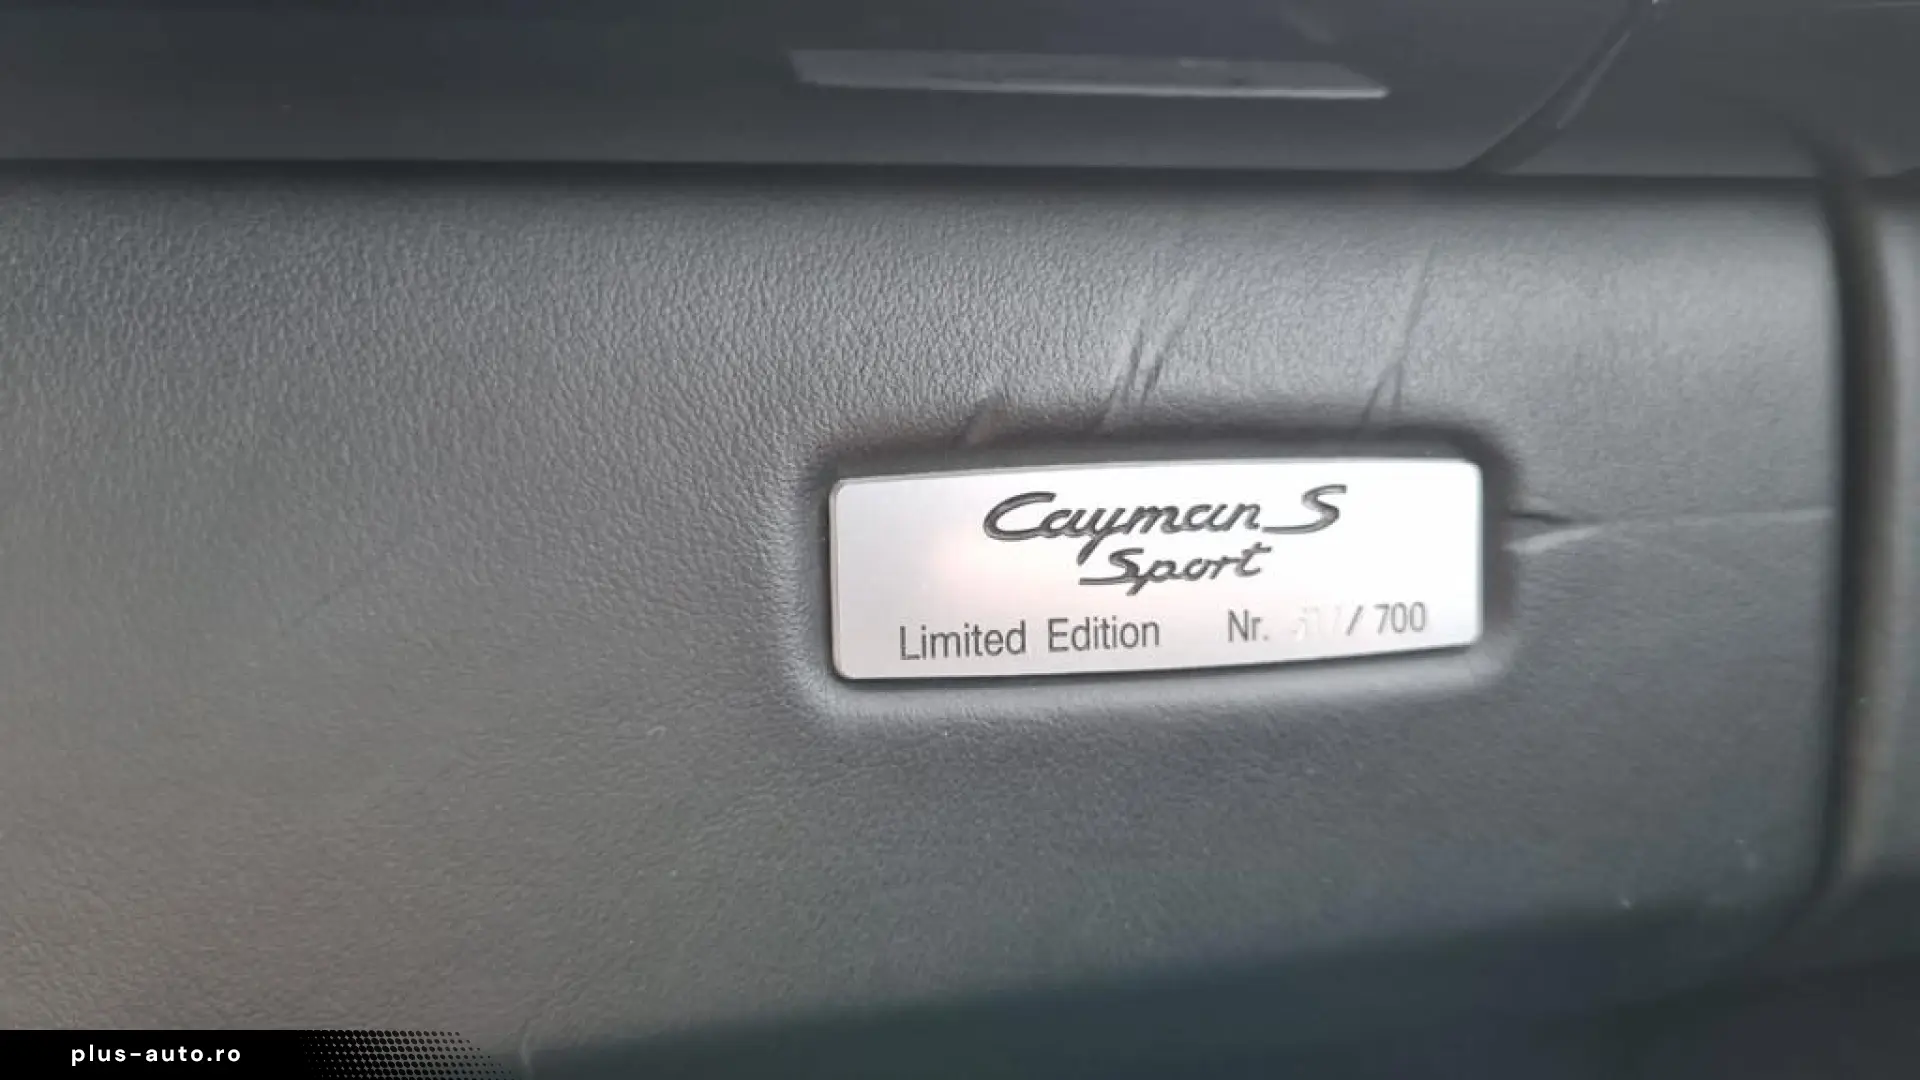 Cayman S
Sport
Limited Edition Nr. / 700
plus-auto.ro